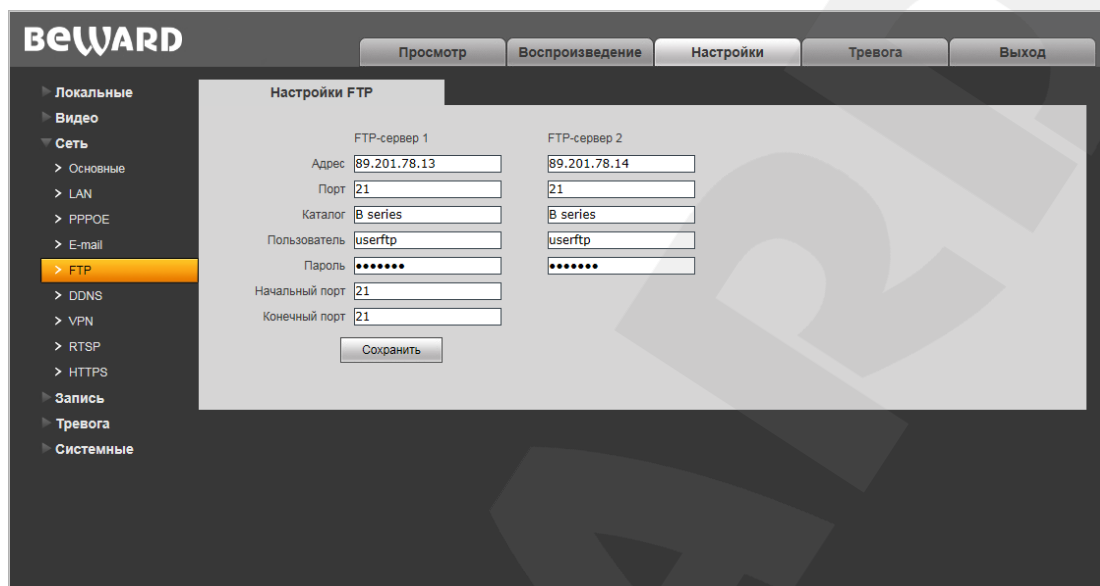 BEWARD
Просмотр Воспроизведение Настройки Тревога Выход
Локальные
Видео
Сеть
> Основные
> LAN
> PPPOE
> E-mail
> FTP
> DDNS
> VPN
> RTSP
> HTTPS
Запись
Тревога
Системные
Настройки FTP
FTP-сервер 1 FTP-сервер 2
Адрес 89.201.78.13 89.201.78.14
Порт 21 21
Каталог B series B series
Пользователь userftp userftp
Пароль ••••••• •••••••
Начальный порт 21
Конечный порт 21
Сохранить